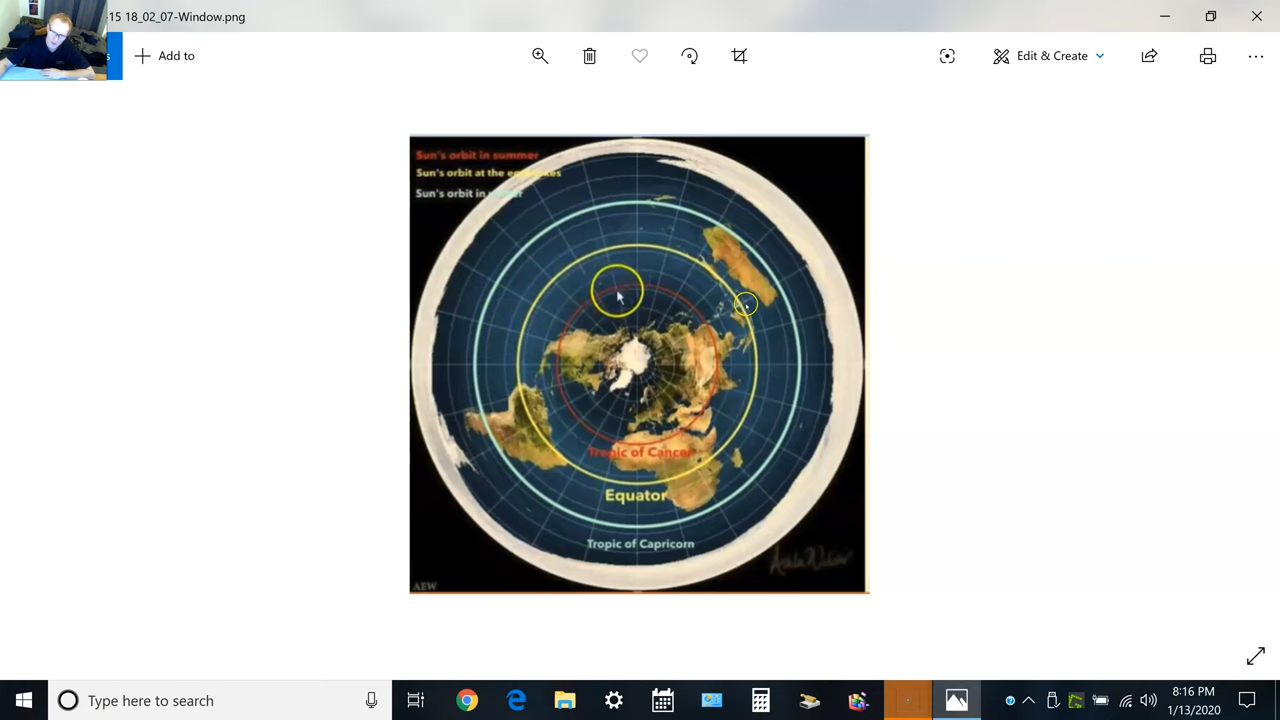 -15 18_02_07-Window.png
s
Add to
Edit & Create
Sun's orbit in summer
Sun's orbit at the
Sun's orbit in
Tropic of Cancer
Equator
Tropic of Capricorn
AEW
Type here to search
8:16 PM
1/13/2020